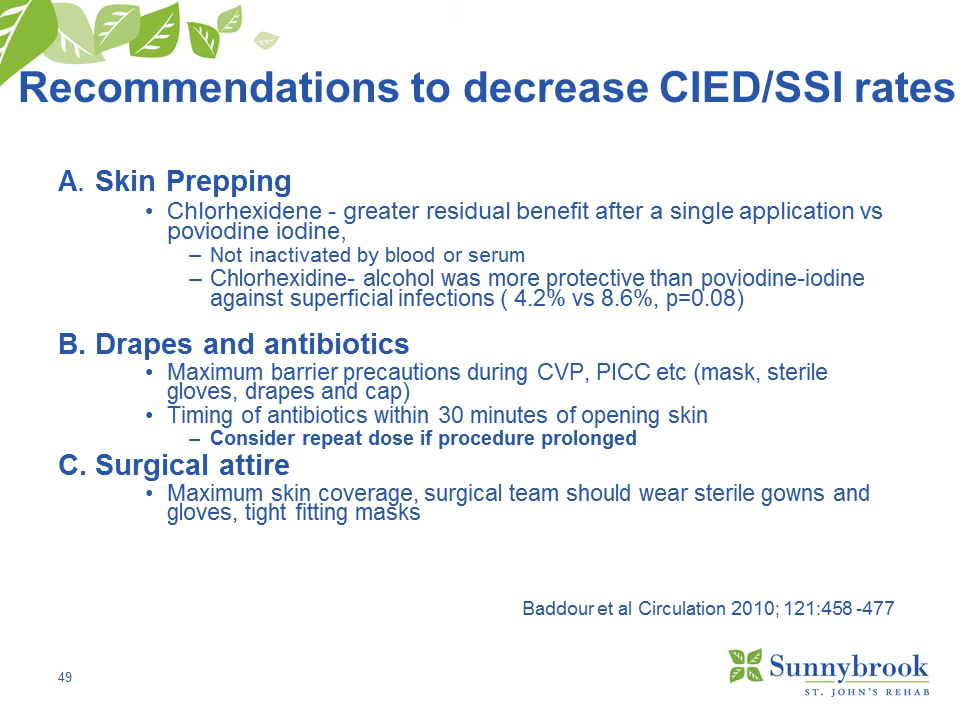 Recommendations to decrease CIED/SSI rates
A. Skin Prepping
• Chlorhexidene - greater residual benefit after a single application vs
poviodine iodine,
– Not inactivated by blood or serum
– Chlorhexidine- alcohol was more protective than poviodine-iodine
against superficial infections ( 4.2% vs 8.6%, p=0.08)
B. Drapes and antibiotics
• Maximum barrier precautions during CVP, PICC etc (mask, sterile
gloves, drapes and cap)
• Timing of antibiotics within 30 minutes of opening skin
– Consider repeat dose if procedure prolonged
C. Surgical attire
• Maximum skin coverage, surgical team should wear sterile gowns and
gloves, tight fitting masks
Baddour et al Circulation 2010; 121:458 -477
49
Sunnybrook
ST. JOHN'S REHAB